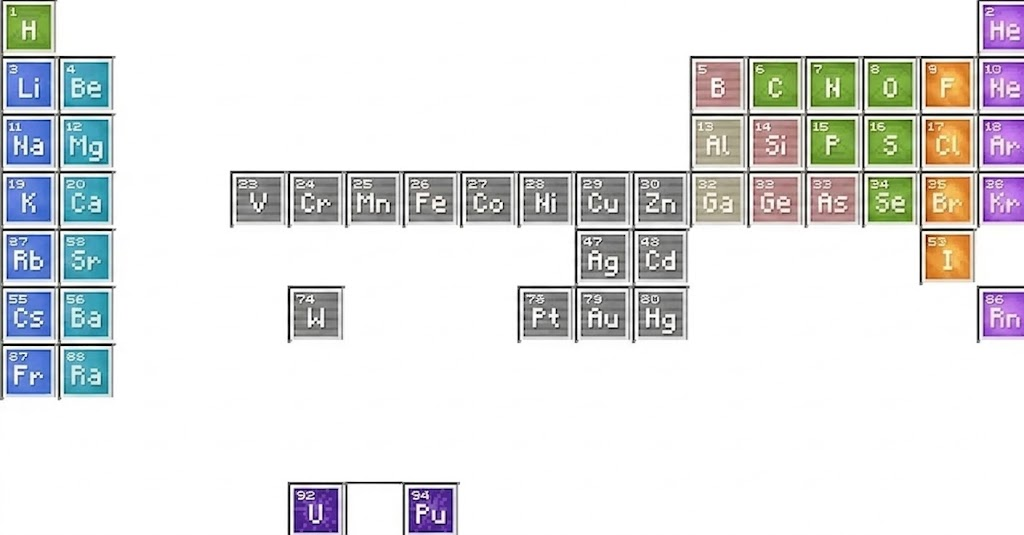 1 2
H He
3 4 5 6 7 8 9 10
Li Be B C N O F Ne
11 12 13 14 15 16 17 18
Na Mg Al Si P S Cl Ar
19 20 23 24 25 26 27 28 29 30 32 33 33 34 35 36
K Ca V Cr Mn Fe Co Ni Cu Zn Ga Ge As Se Br Kr
87 58 47 48 53
Rb Sr Ag Cd I
55 56 74 78 79 80 86
Cs Ba W Pt Au Hg Rn
87 88
Fr Ra
92 94
U Pu